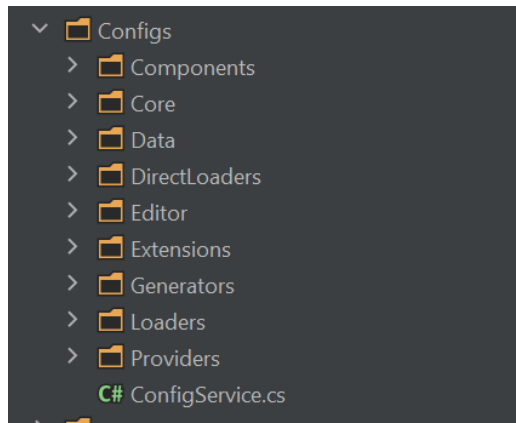 Configs
Components
Core
Data
DirectLoaders
Editor
Extensions
Generators
Loaders
Providers
C# ConfigService.cs